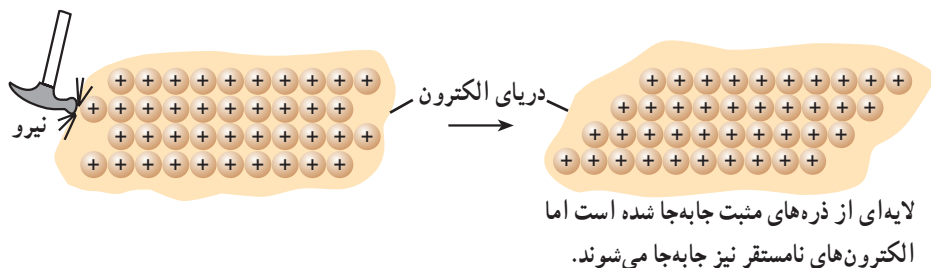 دریای الکترون
نیرو
+ + + + + + + + + +
+ + + + + + + + + +
+ + + + + + + + + +
+ + + + + + + + + +
+ + + + + + + + + +
+ + + + + + + + + +
+ + + + + + + + + +
+ + + + + + + + + +
لایه‌ای از ذره‌های مثبت جابه‌جا شده است اما
الکترون‌های نامستقر نیز جابه‌جا می‌شوند.